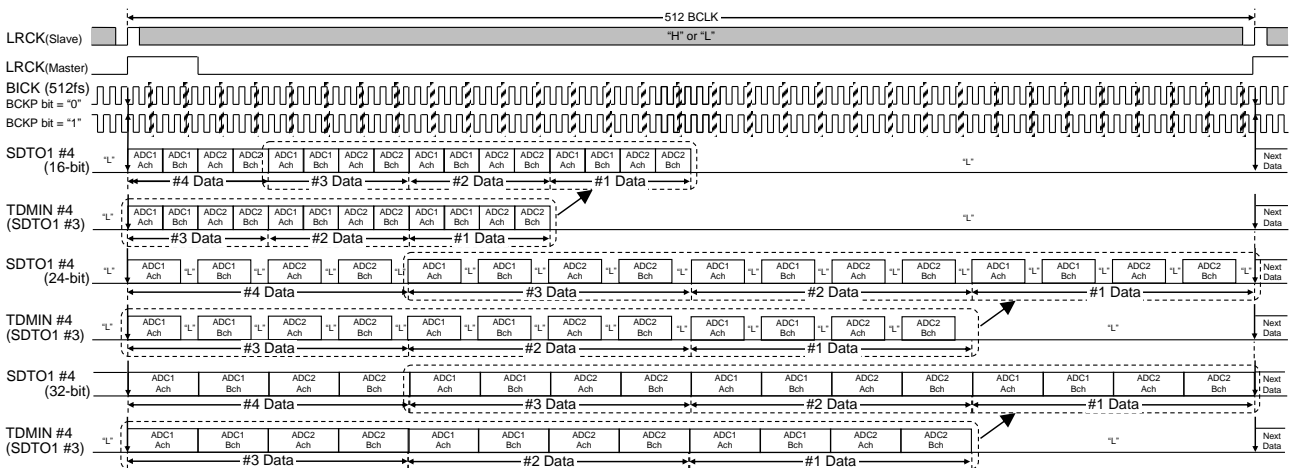 512 BCLK
LRCK(Slave) "H" or "L"
LRCK(Master)
BICK (512fs)
BCKP bit = "0"
BCKP bit = "1"
SDTO1 #4 (16-bit) "L" ADC1 Ach ADC1 Bch ADC2 Ach ADC2 Bch ADC1 Ach ADC1 Bch ADC2 Ach ADC2 Bch ADC1 Ach ADC1 Bch ADC2 Ach ADC2 Bch ADC1 Ach ADC1 Bch ADC2 Ach ADC2 Bch "L" Next Data
#4 Data #3 Data #2 Data #1 Data
TDMIN #4 (SDTO1 #3) "L" ADC1 Ach ADC1 Bch ADC2 Ach ADC2 Bch ADC1 Ach ADC1 Bch ADC2 Ach ADC2 Bch ADC1 Ach ADC1 Bch ADC2 Ach ADC2 Bch "L" Next Data
#3 Data #2 Data #1 Data
SDTO1 #4 (24-bit) "L" ADC1 Ach "L" ADC1 Bch "L" ADC2 Ach "L" ADC2 Bch "L" ADC1 Ach "L" ADC1 Bch "L" ADC2 Ach "L" ADC2 Bch "L" ADC1 Ach "L" ADC1 Bch "L" ADC2 Ach "L" ADC2 Bch "L" ADC1 Ach "L" ADC1 Bch "L" ADC2 Ach "L" ADC2 Bch "L" Next Data
#4 Data #3 Data #2 Data #1 Data
TDMIN #4 (SDTO1 #3) "L" ADC1 Ach "L" ADC1 Bch "L" ADC2 Ach "L" ADC2 Bch "L" ADC1 Ach "L" ADC1 Bch "L" ADC2 Ach "L" ADC2 Bch "L" ADC1 Ach "L" ADC1 Bch "L" ADC2 Ach "L" ADC2 Bch "L" Next Data
#3 Data #2 Data #1 Data
SDTO1 #4 (32-bit) ADC1 Ach ADC1 Bch ADC2 Ach ADC2 Bch ADC1 Ach ADC1 Bch ADC2 Ach ADC2 Bch ADC1 Ach ADC1 Bch ADC2 Ach ADC2 Bch ADC1 Ach ADC1 Bch ADC2 Ach ADC2 Bch Next Data
#4 Data #3 Data #2 Data #1 Data
TDMIN #4 (SDTO1 #3) "L" ADC1 Ach ADC1 Bch ADC2 Ach ADC2 Bch ADC1 Ach ADC1 Bch ADC2 Ach ADC2 Bch ADC1 Ach ADC1 Bch ADC2 Ach ADC2 Bch "L" Next Data
#3 Data #2 Data #1 Data